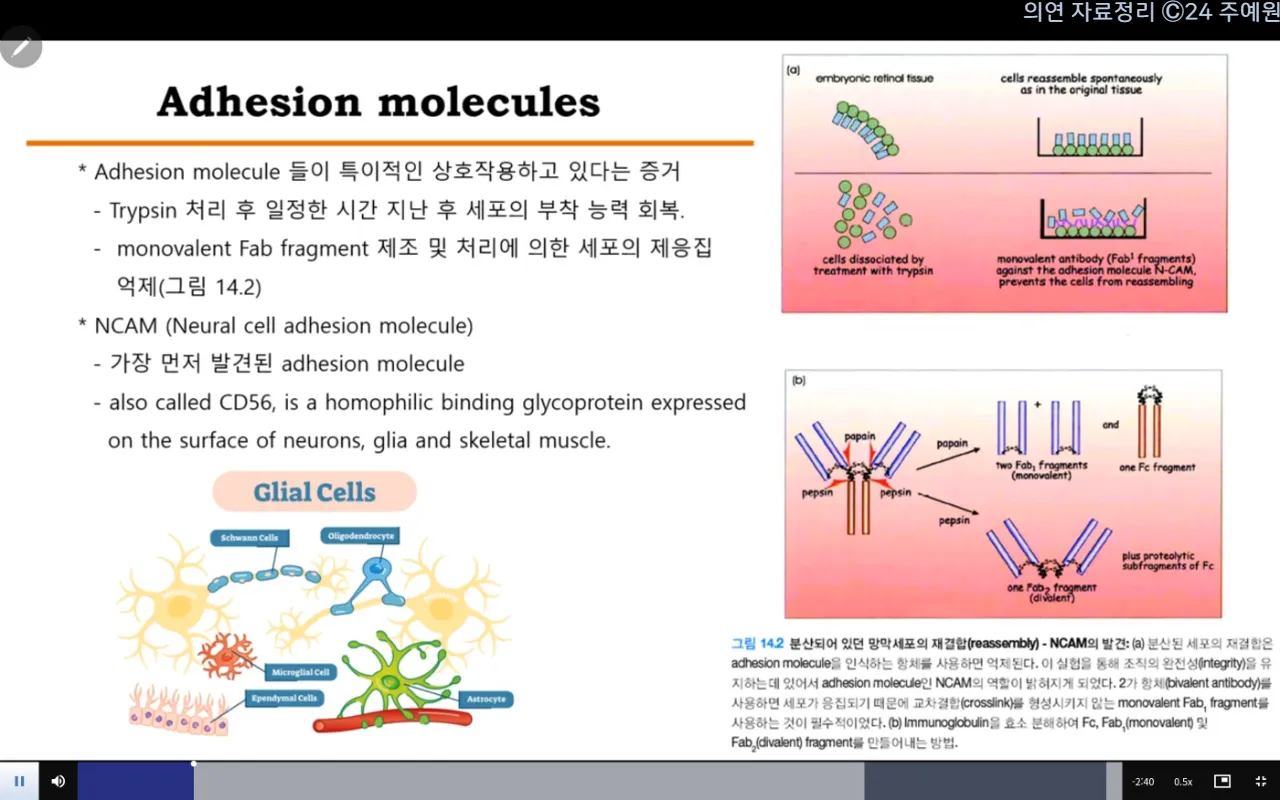 의연 자료정리 ©24 주예원
Adhesion molecules
* Adhesion molecule 들이 특이적인 상호작용하고 있다는 증거
- Trypsin 처리 후 일정한 시간 지난 후 세포의 부착 능력 회복.
- monovalent Fab fragment 제조 및 처리에 의한 세포의 제응집
억제(그림 14.2)
* NCAM (Neural cell adhesion molecule)
- 가장 먼저 발견된 adhesion molecule
- also called CD56, is a homophilic binding glycoprotein expressed
on the surface of neurons, glia and skeletal muscle.
Glial Cells
Schwann Cells
Oligodendrocyte
Microglial Cell
Ependymal Cells
Astrocyte
(a)
embryonic retinal tissue
cells reassemble spontaneously
as in the original tissue
cells dissociated by
treatment with trypsin
monovalent antibody (Fab¹ fragments)
against the adhesion molecule N-CAM,
prevents the cells from reassembling
(b)
papain
pepsin
pepsin
papain
pepsin
+
and
S-S
two Fab₁ fragments
(monovalent)
one Fc fragment
one Fab₂ fragment
(divalent)
plus proteolytic
subfragments of Fc
그림 14.2 분산되어 있던 망막세포의 재결합(reassembly) - NCAM의 발견: (a) 분산된 세포의 재결합은
adhesion molecule을 인식하는 항체를 사용하면 억제된다. 이 실험을 통해 조직의 완전성(integrity)을 유
지하는데 있어서 adhesion molecule인 NCAM의 역할이 밝혀지게 되었다. 2가 항체(bivalent antibody)를
사용하면 세포가 응집되기 때문에 교차결합(crosslink)를 형성시키지 않는 monovalent Fab₁ fragment를
사용하는 것이 필수적이었다. (b) Immunoglobulin을 효소 분해하여 Fc, Fab₁(monovalent) 및
Fab₂(divalent) fragment를 만들어내는 방법.
-2:40
0.5x